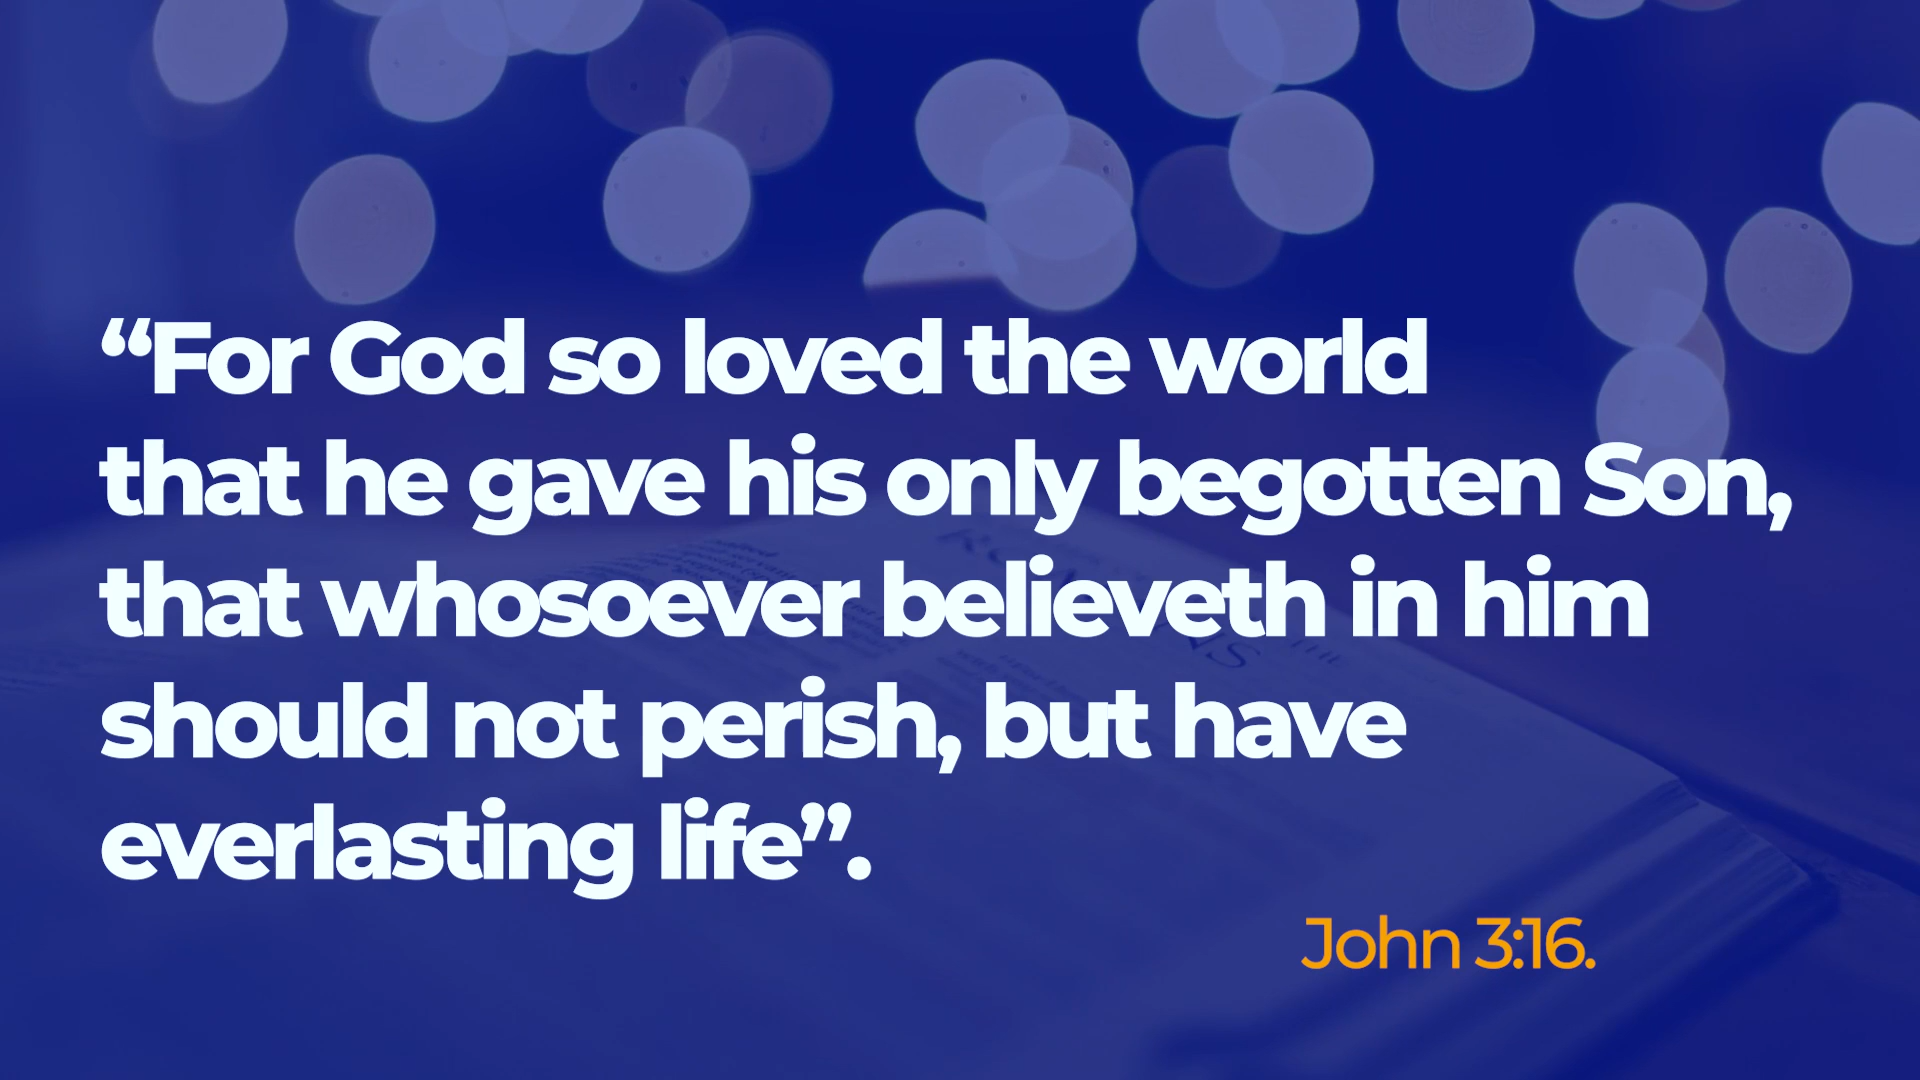 “For God so loved the world
that he gave his only begotten Son,
that whosoever believeth in him
should not perish, but have
everlasting life”.
John 3:16.